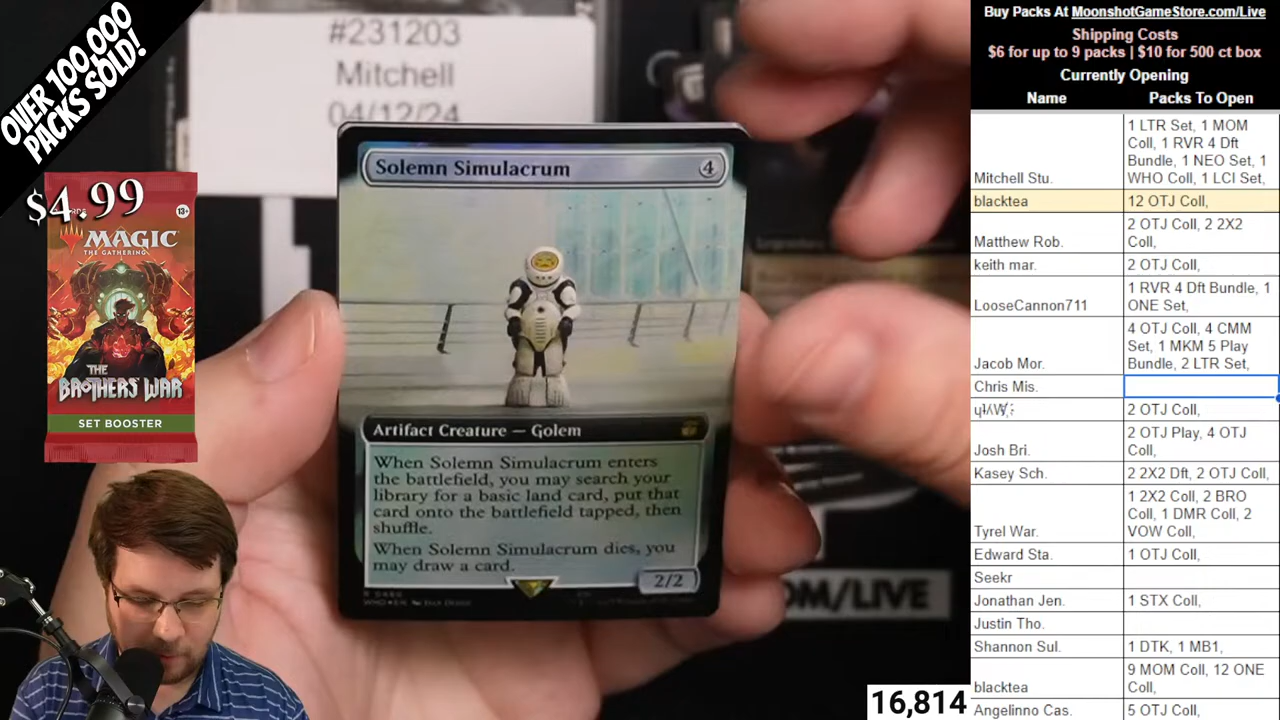 OVER 100,000
PACKS SOLD!
$4.99
13+
MAGIC
THE GATHERING
THE
BROTHERS' WAR
SET BOOSTER
#231203
Mitchell
04/12/24
Solemn Simulacrum 4
Artifact Creature — Golem
When Solemn Simulacrum enters
the battlefield, you may search your
library for a basic land card, put that
card onto the battlefield tapped, then
shuffle.
When Solemn Simulacrum dies, you
may draw a card.
2/2
OM/LIVE
16,814
Buy Packs At MoonshotGameStore.com/Live
Shipping Costs
$6 for up to 9 packs | $10 for 500 ct box
Currently Opening
Name Packs To Open
1 LTR Set, 1 MOM
Coll, 1 RVR 4 Dft
Bundle, 1 NEO Set, 1
Mitchell Stu. WHO Coll, 1 LCI Set,
blacktea 12 OTJ Coll,
2 OTJ Coll, 2 2X2
Matthew Rob. Coll,
keith mar. 2 OTJ Coll,
1 RVR 4 Dft Bundle, 1
LooseCannon711 ONE Set,
4 OTJ Coll, 4 CMM
Set, 1 MKM 5 Play
Jacob Mor. Bundle, 2 LTR Set,
Chris Mis.
2 OTJ Coll,
2 OTJ Play, 4 OTJ
Josh Bri. Coll,
Kasey Sch. 2 2X2 Dft, 2 OTJ Coll,
1 2X2 Coll, 2 BRO
Coll, 1 DMR Coll, 2
Tyrel War. VOW Coll,
Edward Sta. 1 OTJ Coll,
Seekr
Jonathan Jen. 1 STX Coll,
Justin Tho.
Shannon Sul. 1 DTK, 1 MB1,
9 MOM Coll, 12 ONE
blacktea Coll,
Angelinno Cas. 5 OTJ Coll,